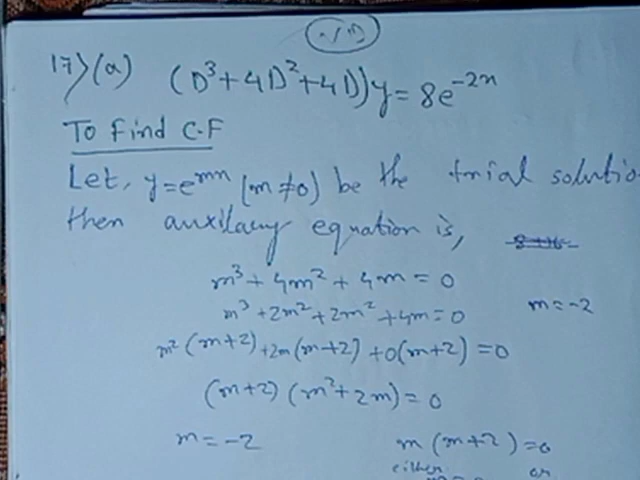 17)(a) (D³+4D²+4D)y = 8e⁻²ˣ
To Find C.F
Let, y=eᵐˣ (m≠0) be the trial solutio
then auxilary equation is,
m³ + 4m² + 4m = 0
m³ + 2m² + 2m² + 4m = 0 m = -2
m² (m+2) +2m (m+2) +0(m+2) = 0
(m+2) (m²+2m) = 0
m = -2 m (m+2) = 0
either or